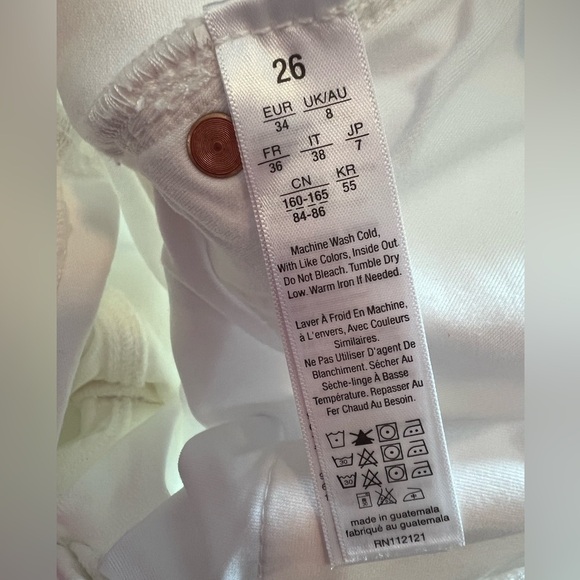 26
EUR UK/AU
34 8
FR IT JP
36 38 7
CN KR
160-165 55
84-86
Machine Wash Cold,
With Like Colors, Inside Out.
Do Not Bleach. Tumble Dry
Low. Warm Iron If Needed.
Laver À Froid En Machine,
à L'envers, Avec Couleurs
Similaires.
Ne Pas Utiliser D'agent De
Blanchiment. Sécher Au
Sèche-linge À Basse
Température. Repasser Au
Fer Chaud Au Besoin.
30
30
made in guatemala
fabriqué au guatemala
RN112121